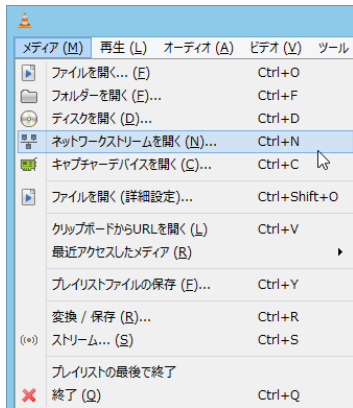 メディア (M) 再生 (L) オーディオ (A) ビデオ (V) ツール
ファイルを開く... (F) Ctrl+O
フォルダーを開く (F)... Ctrl+F
ディスクを開く (D)... Ctrl+D
ネットワークストリームを開く (N)... Ctrl+N
キャプチャーデバイスを開く (C)... Ctrl+C
ファイルを開く (詳細設定)... Ctrl+Shift+O
クリップボードからURLを開く (L) Ctrl+V
最近アクセスしたメディア (R)
プレイリストファイルの保存 (F)... Ctrl+Y
変換 / 保存 (R)... Ctrl+R
ストリーム... (S) Ctrl+S
プレイリストの最後で終了
終了 (Q) Ctrl+Q